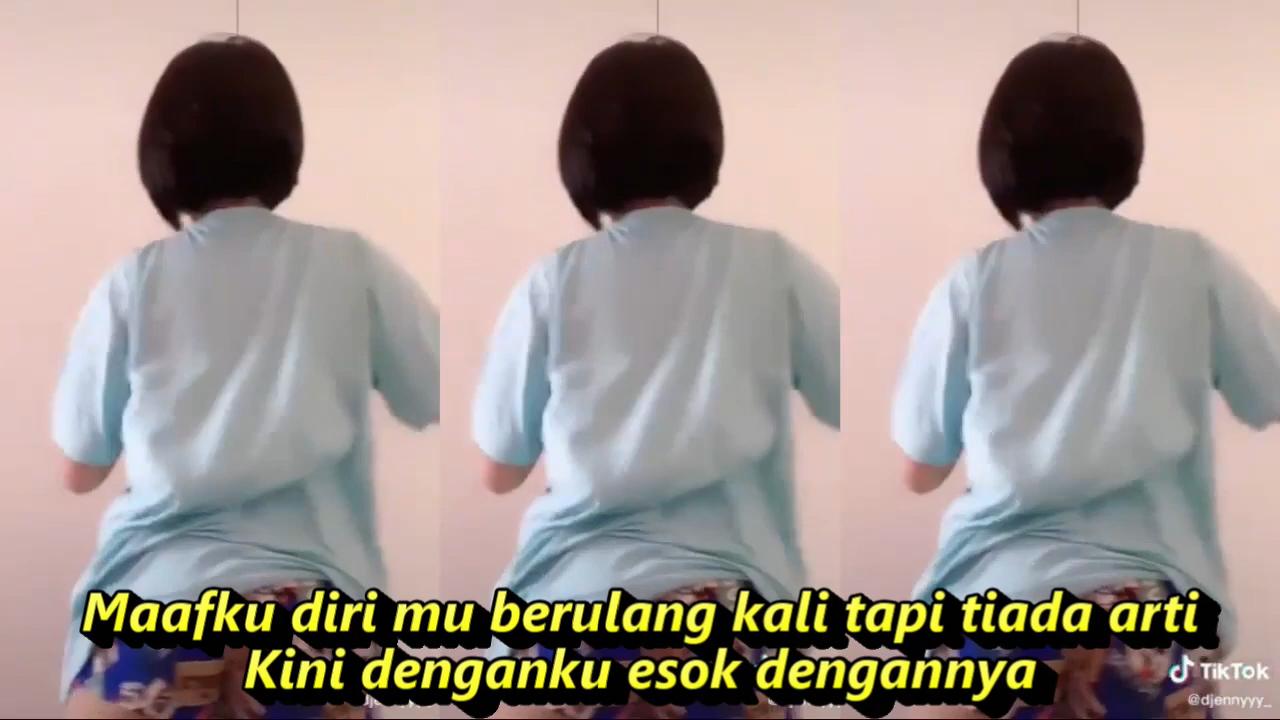 Maafku diri mu berulang kali tapi tiada arti
Kini denganku esok dengannya
TikTok
@djennyyy_